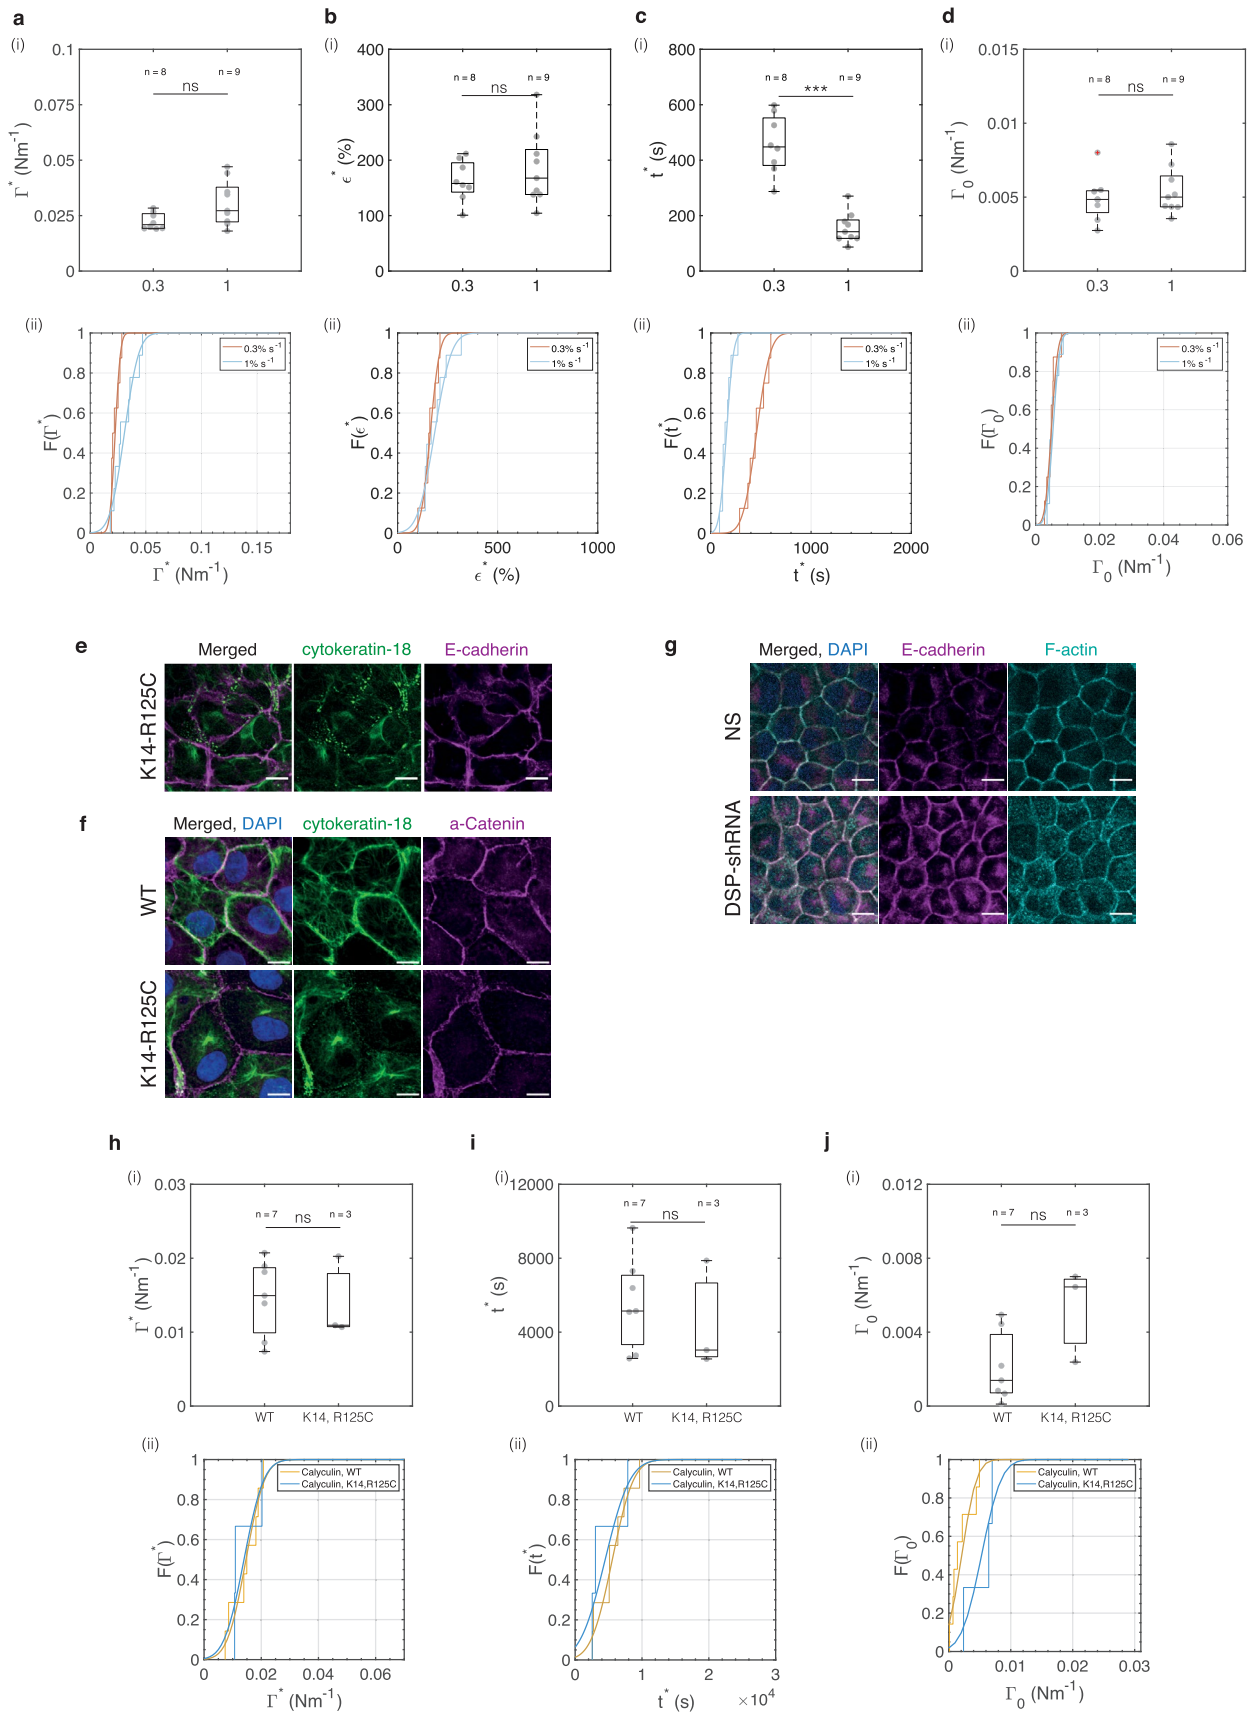 a
(i)
Γ* (Nm-1)
0.1
0.075
0.05
0.025
0
n = 8
n = 9
ns
0.3
1
(ii)
F(Γ*)
1
0.8
0.6
0.4
0.2
0
0.3% s-1
1% s-1
0
0.05
0.1
0.15
Γ* (Nm-1)
b
(i)
ϵ* (%)
400
300
200
100
0
n = 8
n = 9
ns
0.3
1
(ii)
F(ϵ*)
1
0.8
0.6
0.4
0.2
0
0.3% s-1
1% s-1
0
500
1000
ϵ* (%)
c
(i)
t* (s)
800
600
400
200
0
n = 8
n = 9
***
0.3
1
(ii)
F(t*)
1
0.8
0.6
0.4
0.2
0
0.3% s-1
1% s-1
0
1000
2000
t* (s)
d
(i)
Γ0 (Nm-1)
0.015
0.01
0.005
0
n = 8
n = 9
ns
0.3
1
(ii)
F(Γ0)
1
0.8
0.6
0.4
0.2
0
0.3% s-1
1% s-1
0
0.02
0.04
0.06
Γ0 (Nm-1)
e
Merged
cytokeratin-18
E-cadherin
K14-R125C
f
Merged, DAPI
cytokeratin-18
a-Catenin
WT
K14-R125C
g
Merged, DAPI
E-cadherin
F-actin
NS
DSP-shRNA
h
(i)
Γ* (Nm-1)
0.03
0.02
0.01
0
n = 7
n = 3
ns
WT
K14, R125C
(ii)
F(Γ*)
1
0.8
0.6
0.4
0.2
0
Calyculin, WT
Calyculin, K14,R125C
0
0.02
0.04
0.06
Γ* (Nm-1)
i
(i)
t* (s)
12000
8000
4000
0
n = 7
n = 3
ns
WT
K14, R125C
(ii)
F(t*)
1
0.8
0.6
0.4
0.2
0
Calyculin, WT
Calyculin, K14,R125C
0
1
2
3
t* (s)
×10^4
j
(i)
Γ0 (Nm-1)
0.012
0.008
0.004
0
n = 7
n = 3
ns
WT
K14, R125C
(ii)
F(Γ0)
1
0.8
0.6
0.4
0.2
0
Calyculin, WT
Calyculin, K14,R125C
0
0.01
0.02
0.03
Γ0 (Nm-1)